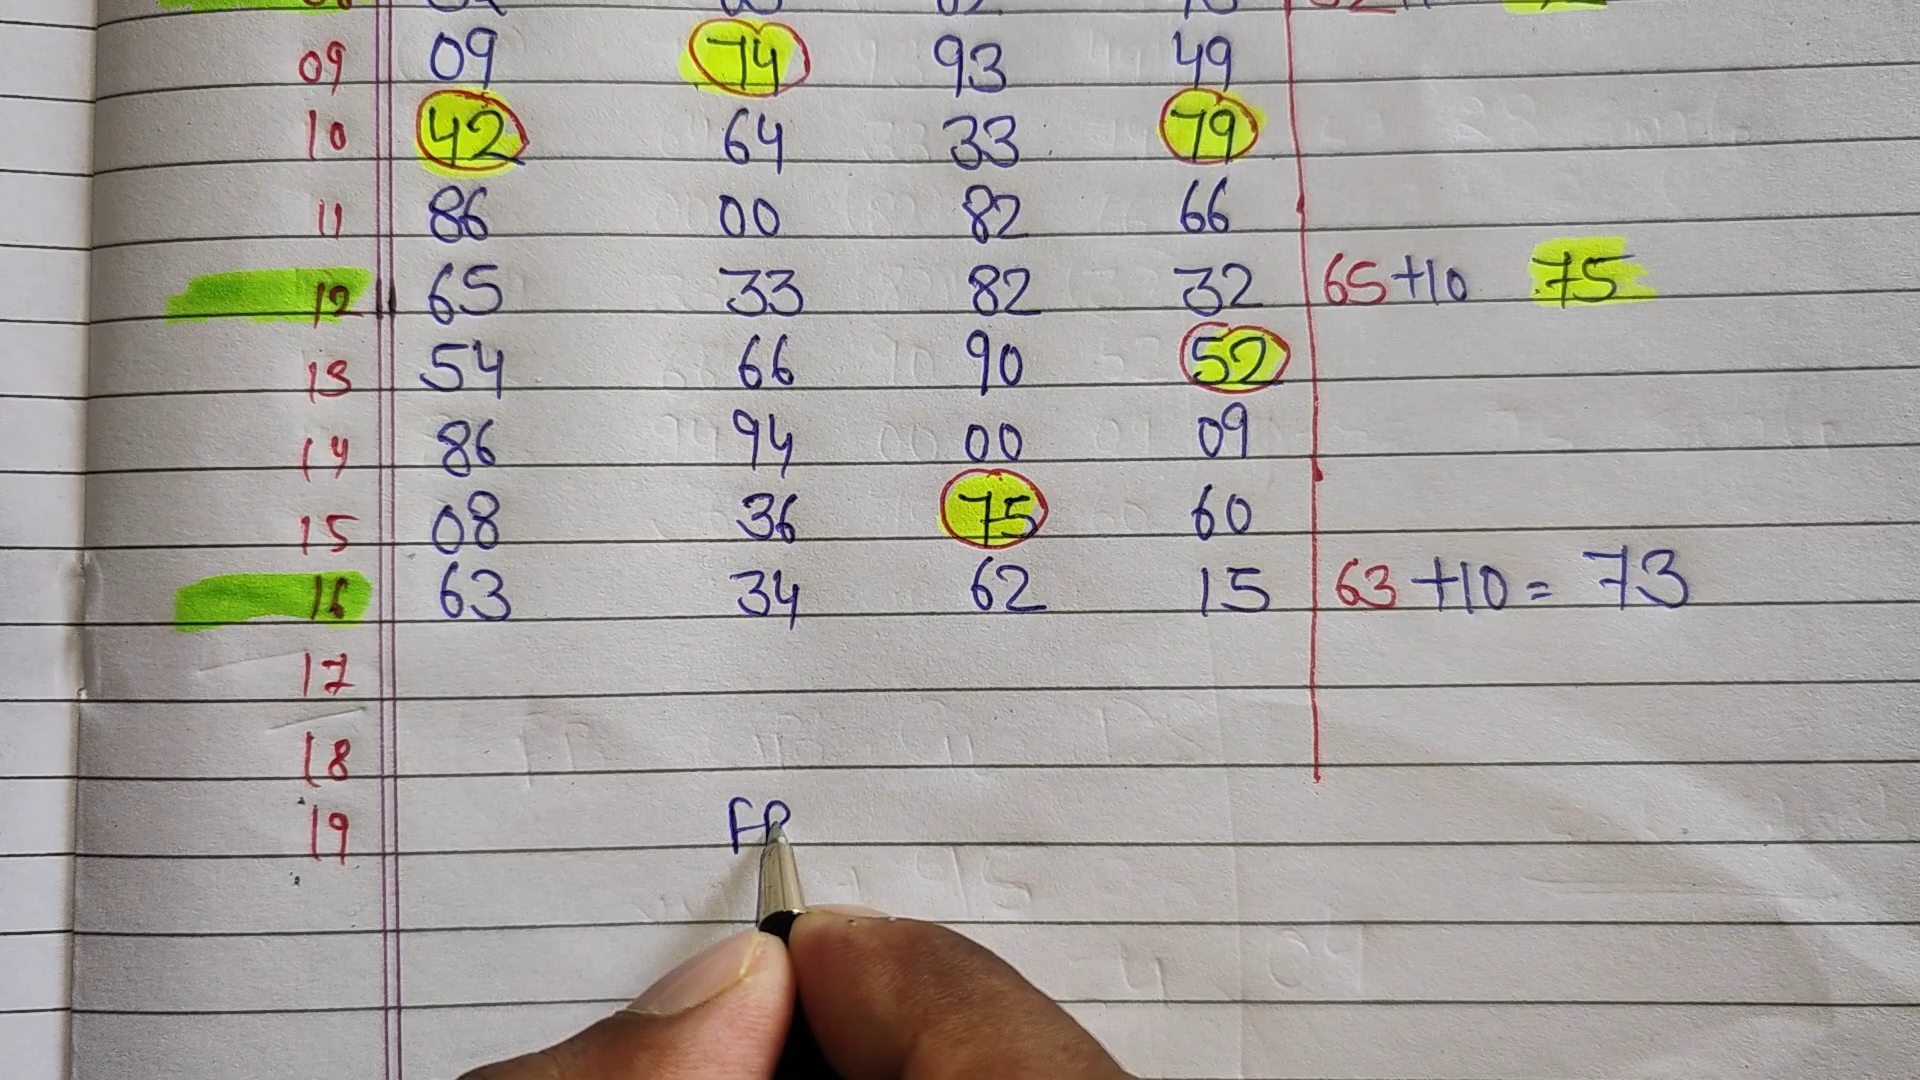 09 09 74 93 49
10 42 64 33 79
11 86 00 82 66
12 65 33 82 32 65+10 75
13 54 66 90 52
14 86 94 00 09
15 08 36 75 60
16 63 34 62 15 63+10= 73
17
18
19 FR